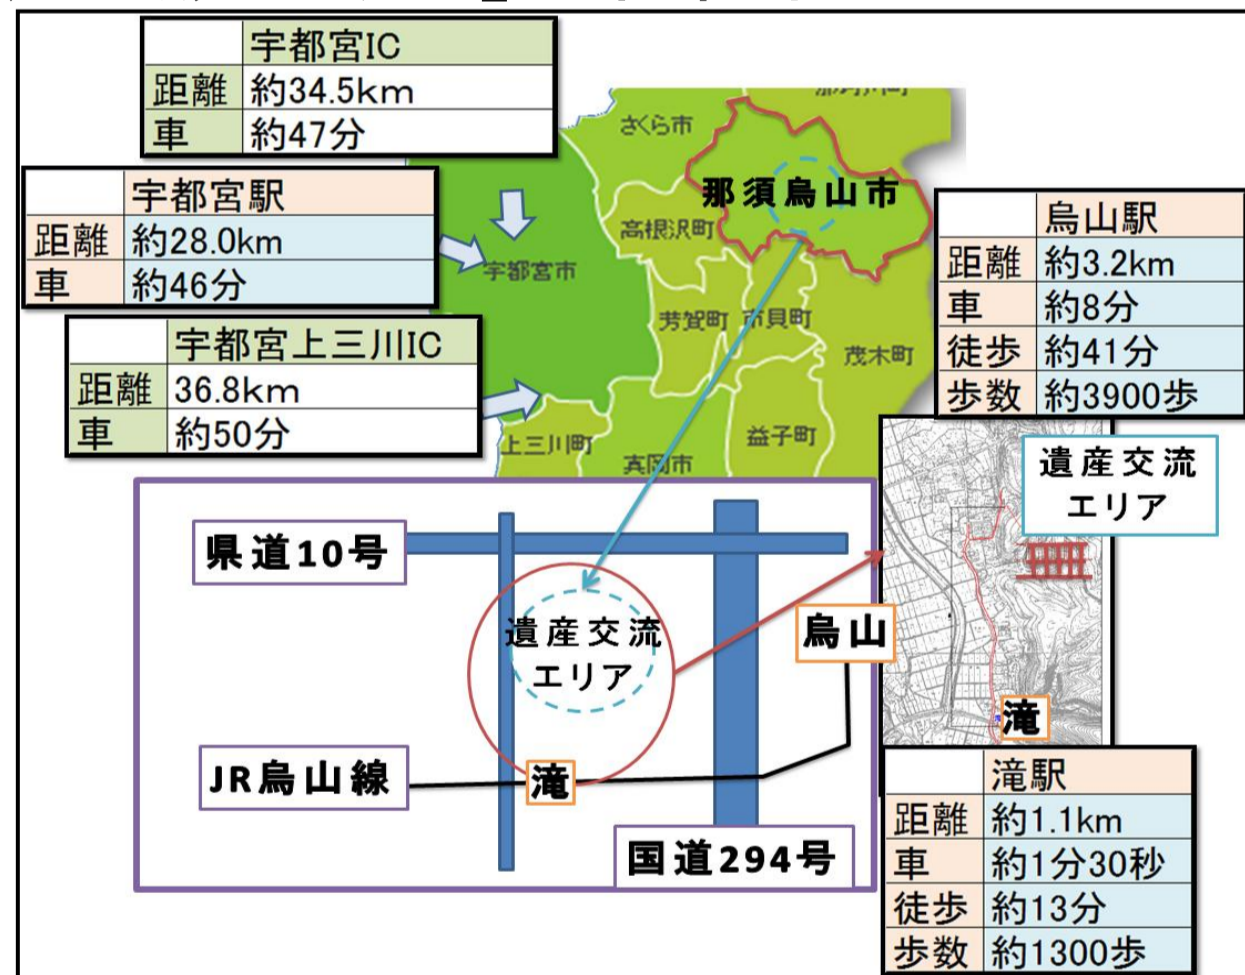 宇都宮IC
距離 約34.5km
車 約47分
宇都宮駅
距離 約28.0km
車 約46分
宇都宮上三川IC
距離 36.8km
車 約50分
さくら市
那須烏山市
高根沢町
宇都宮市
芳賀町
市貝町
茂木町
上三川町
真岡市
益子町
烏山駅
距離 約3.2km
車 約8分
徒歩 約41分
歩数 約3900歩
遺産交流
エリア
滝
県道10号
遺産交流
エリア
烏山
JR烏山線
滝
国道294号
滝駅
距離 約1.1km
車 約1分30秒
徒歩 約13分
歩数 約1300歩